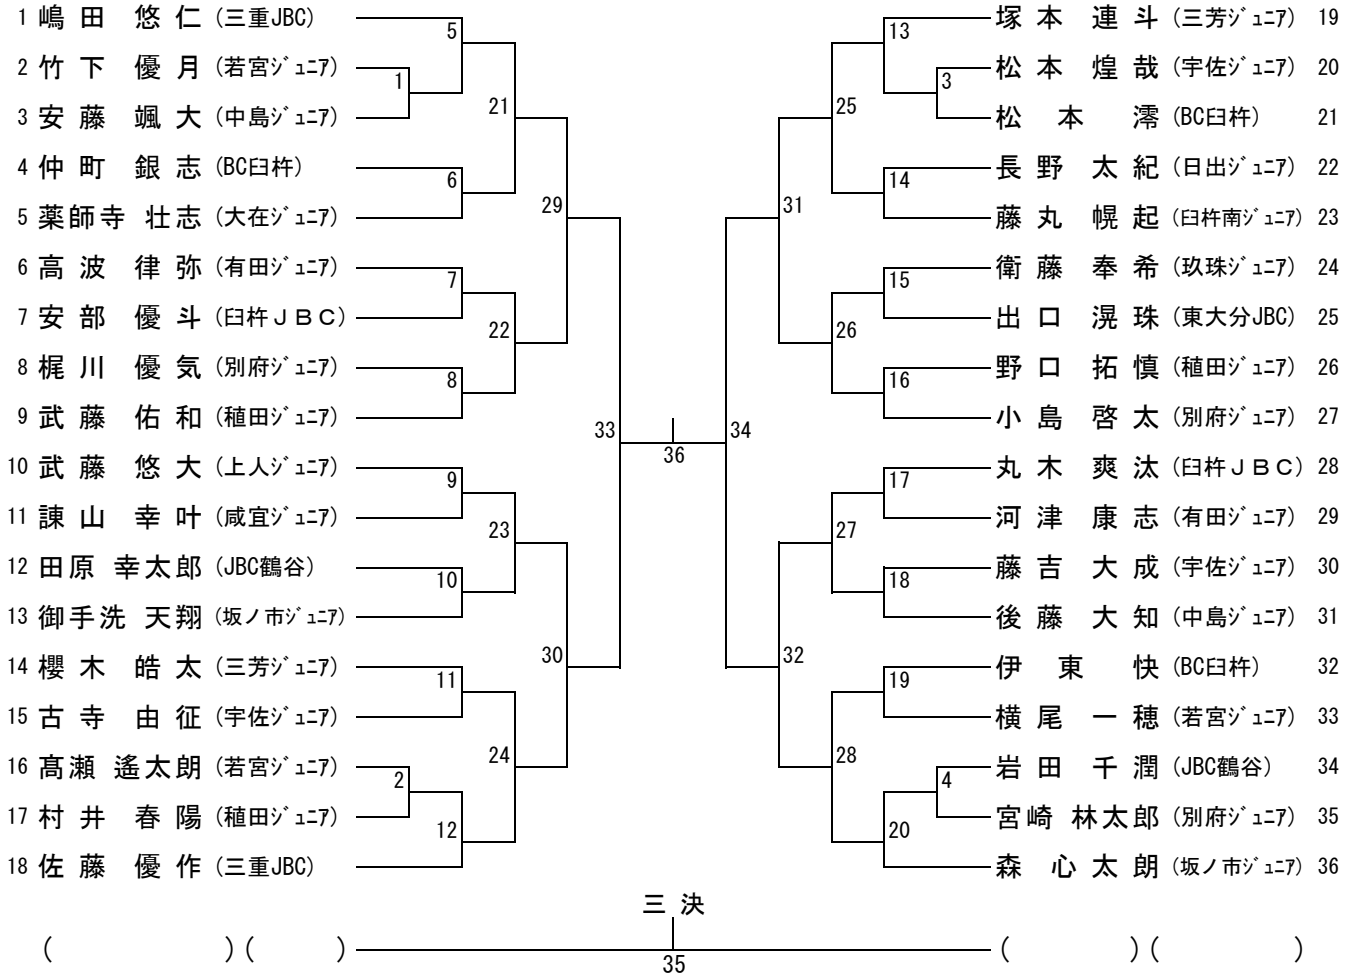 1 嶋田 悠仁 (三重JBC)
2 竹下 優月 (若宮ｼﾞｭﾆｱ)
3 安藤 颯大 (中島ｼﾞｭﾆｱ)
4 仲町 銀志 (BC臼杵)
5 薬師寺 壮志 (大在ｼﾞｭﾆｱ)
6 高波 律弥 (有田ｼﾞｭﾆｱ)
7 安部 優斗 (臼杵ＪＢＣ)
8 梶川 優気 (別府ｼﾞｭﾆｱ)
9 武藤 佑和 (稙田ｼﾞｭﾆｱ)
10 武藤 悠大 (上人ｼﾞｭﾆｱ)
11 諌山 幸叶 (咸宜ｼﾞｭﾆｱ)
12 田原 幸太郎 (JBC鶴谷)
13 御手洗 天翔 (坂ノ市ｼﾞｭﾆｱ)
14 櫻木 皓太 (三芳ｼﾞｭﾆｱ)
15 古寺 由征 (宇佐ｼﾞｭﾆｱ)
16 髙瀬 遙太朗 (若宮ｼﾞｭﾆｱ)
17 村井 春陽 (稙田ｼﾞｭﾆｱ)
18 佐藤 優作 (三重JBC)
5
1
21
6
29
7
22
8
33
9
23
10
30
11
24
2
12
36
13
3
25
14
31
15
26
16
34
17
27
18
32
19
28
4
20
塚本 連斗 (三芳ｼﾞｭﾆｱ) 19
松本 煌哉 (宇佐ｼﾞｭﾆｱ) 20
松本 澪 (BC臼杵) 21
長野 太紀 (日出ｼﾞｭﾆｱ) 22
藤丸 幌起 (臼杵南ｼﾞｭﾆｱ) 23
衛藤 奉希 (玖珠ｼﾞｭﾆｱ) 24
出口 滉珠 (東大分JBC) 25
野口 拓慎 (稙田ｼﾞｭﾆｱ) 26
小島 啓太 (別府ｼﾞｭﾆｱ) 27
丸木 爽汰 (臼杵ＪＢＣ) 28
河津 康志 (有田ｼﾞｭﾆｱ) 29
藤吉 大成 (宇佐ｼﾞｭﾆｱ) 30
後藤 大知 (中島ｼﾞｭﾆｱ) 31
伊東 快 (BC臼杵) 32
横尾 一穂 (若宮ｼﾞｭﾆｱ) 33
岩田 千潤 (JBC鶴谷) 34
宮崎 林太郎 (別府ｼﾞｭﾆｱ) 35
森 心太朗 (坂ノ市ｼﾞｭﾆｱ) 36
三決
( ) ( ) ( ) ( )
35